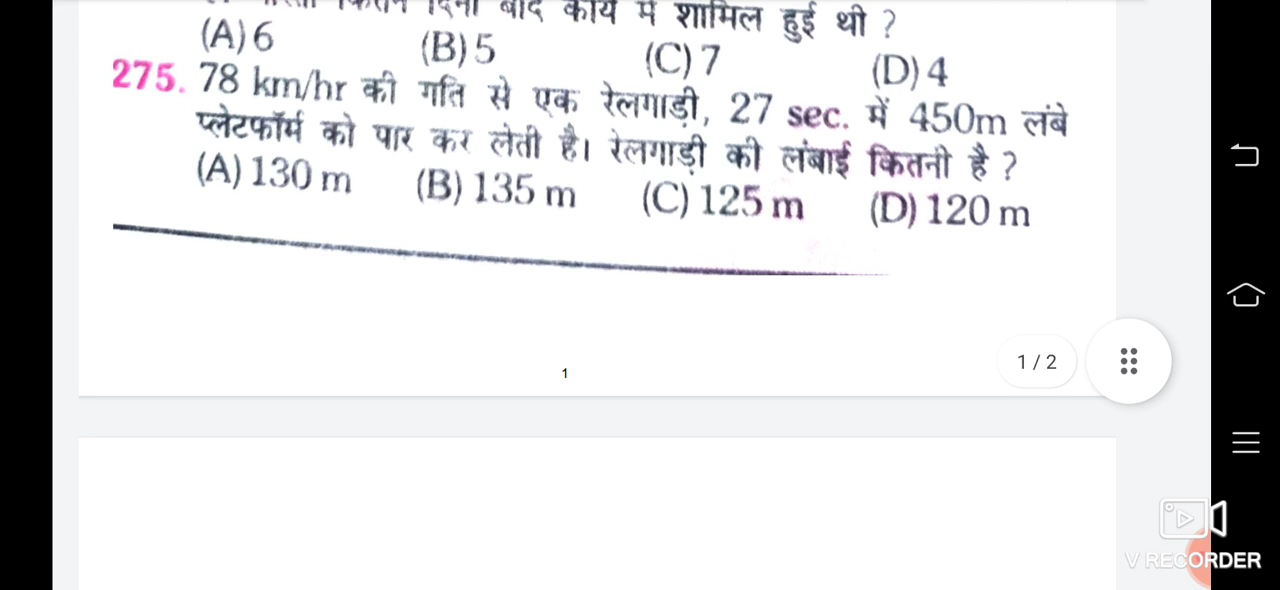 बाद कार्य में शामिल हुई थी ?
(A) 6 (B) 5 (C) 7 (D) 4
275. 78 km/hr की गति से एक रेलगाड़ी, 27 sec. में 450m लंबे
प्लेटफॉर्म को पार कर लेती है। रेलगाड़ी की लंबाई कितनी है ?
(A) 130 m (B) 135 m (C) 125 m (D) 120 m
1
1 / 2
V RECORDER